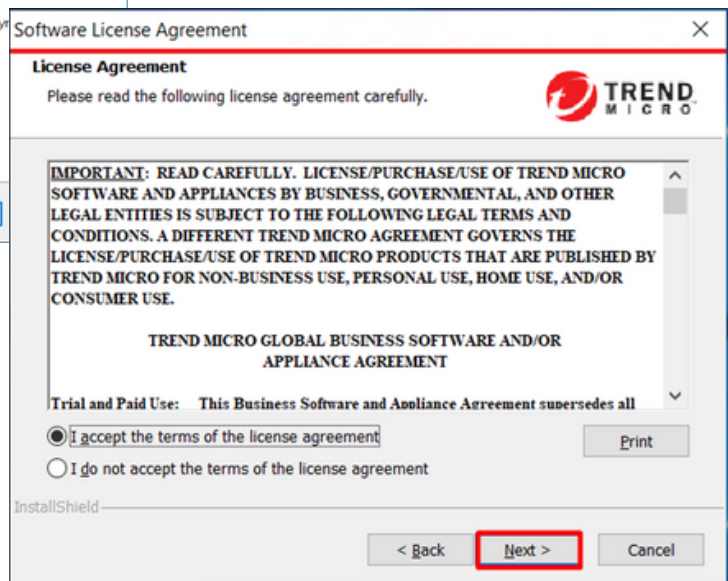 Software License Agreement
License Agreement
Please read the following license agreement carefully.
TREND
MICRO
IMPORTANT: READ CAREFULLY. LICENSE/PURCHASE/USE OF TREND MICRO
SOFTWARE AND APPLIANCES BY BUSINESS, GOVERNMENTAL, AND OTHER
LEGAL ENTITIES IS SUBJECT TO THE FOLLOWING LEGAL TERMS AND
CONDITIONS. A DIFFERENT TREND MICRO AGREEMENT GOVERNS THE
LICENSE/PURCHASE/USE OF TREND MICRO PRODUCTS THAT ARE PUBLISHED BY
TREND MICRO FOR NON-BUSINESS USE, PERSONAL USE, HOME USE, AND/OR
CONSUMER USE.
TREND MICRO GLOBAL BUSINESS SOFTWARE AND/OR
APPLIANCE AGREEMENT
Trial and Paid Use: This Business Software and Appliance Agreement supersedes all
I accept the terms of the license agreement
Print
I do not accept the terms of the license agreement
InstallShield
< Back
Next >
Cancel